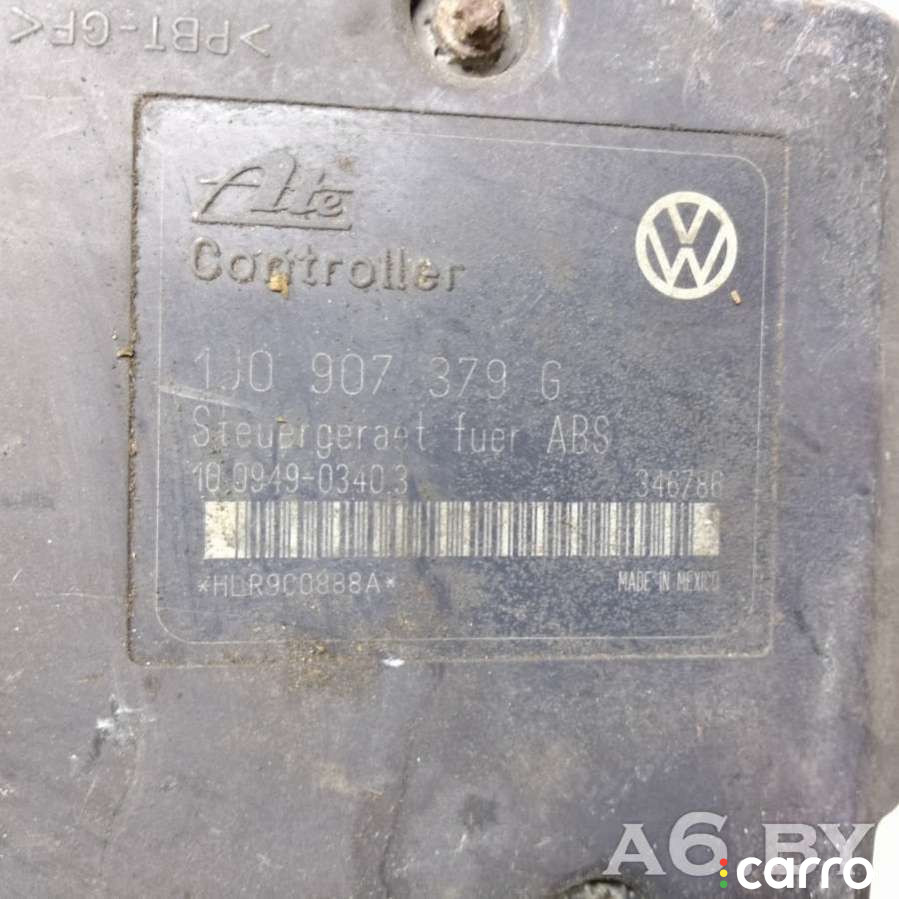 >PBT-GF<
Ate
Controller
1J0 907 379 G
Steuergeraet fuer ABS
10.0949-0340.3 346786
*HLR9C0888A*
MADE IN MEXICO
A6.BY
carro